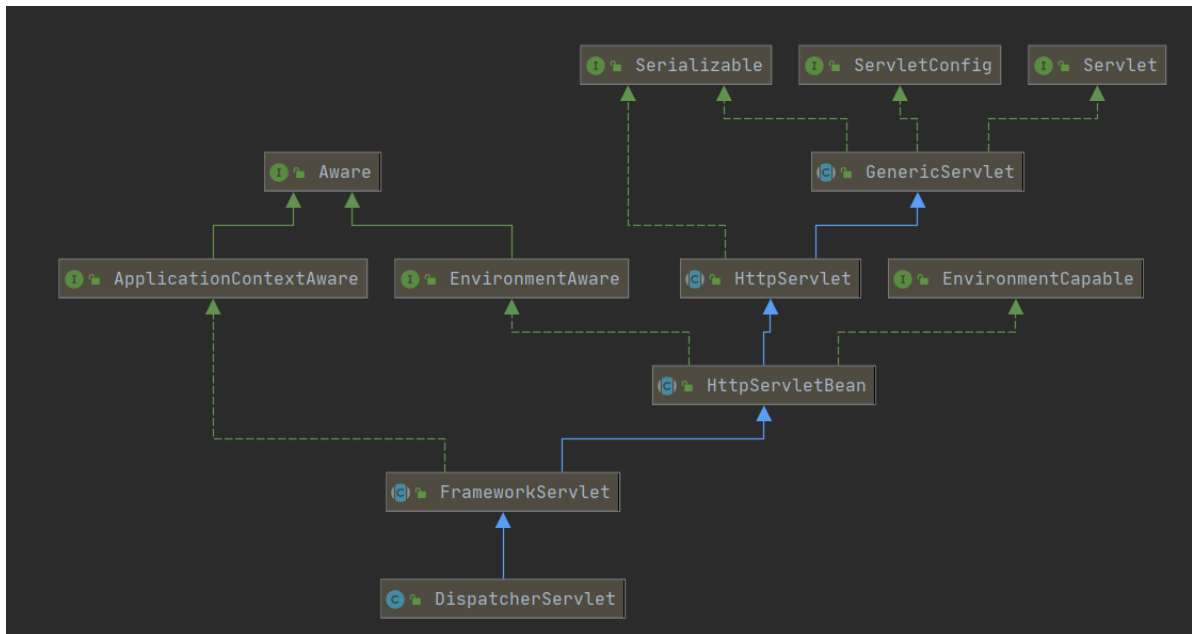 Serializable
ServletConfig
Servlet
Aware
GenericServlet
ApplicationContextAware
EnvironmentAware
HttpServlet
EnvironmentCapable
HttpServletBean
FrameworkServlet
DispatcherServlet